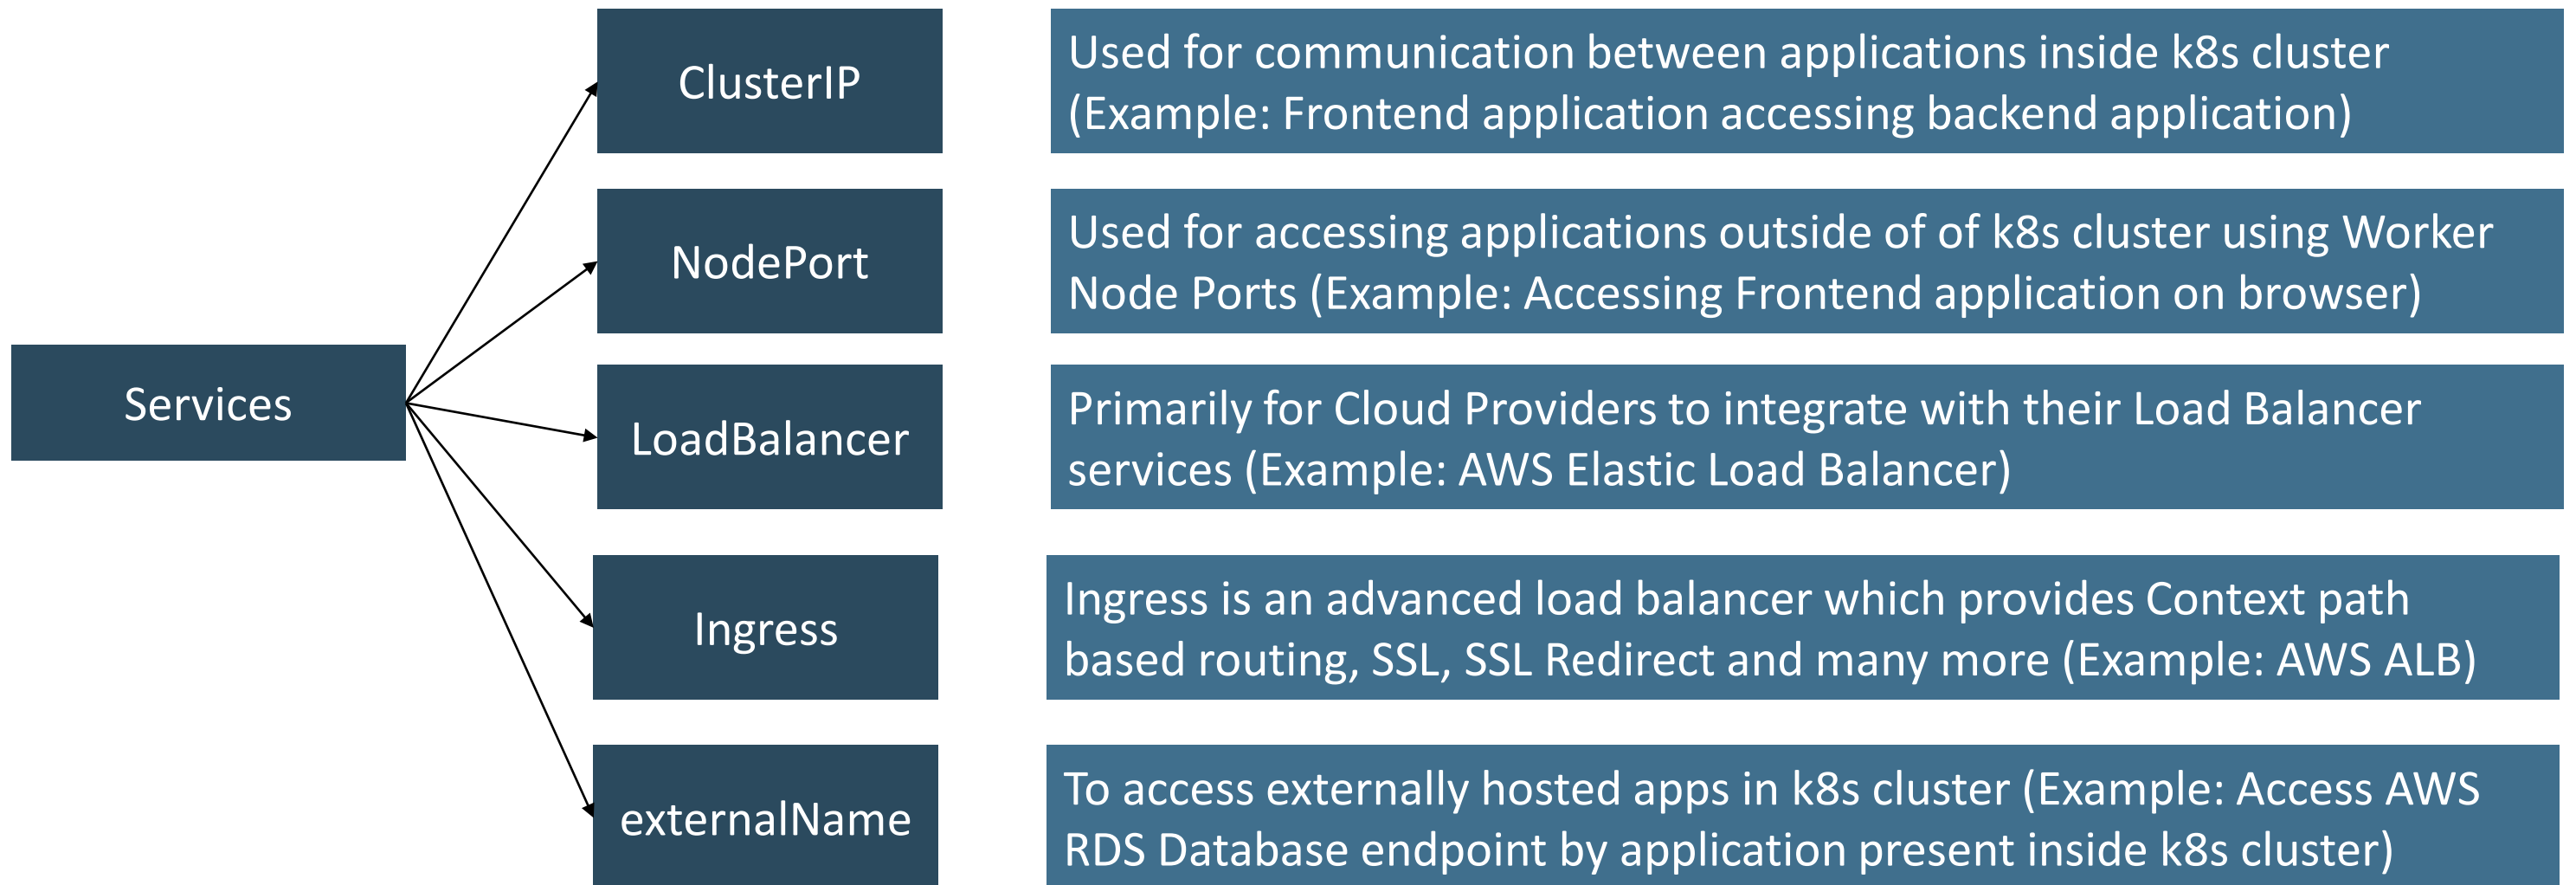 ClusterIP
Used for communication between applications inside k8s cluster
(Example: Frontend application accessing backend application)
NodePort
Used for accessing applications outside of of k8s cluster using Worker
Node Ports (Example: Accessing Frontend application on browser)
Services
LoadBalancer
Primarily for Cloud Providers to integrate with their Load Balancer
services (Example: AWS Elastic Load Balancer)
Ingress
Ingress is an advanced load balancer which provides Context path
based routing, SSL, SSL Redirect and many more (Example: AWS ALB)
externalName
To access externally hosted apps in k8s cluster (Example: Access AWS
RDS Database endpoint by application present inside k8s cluster)